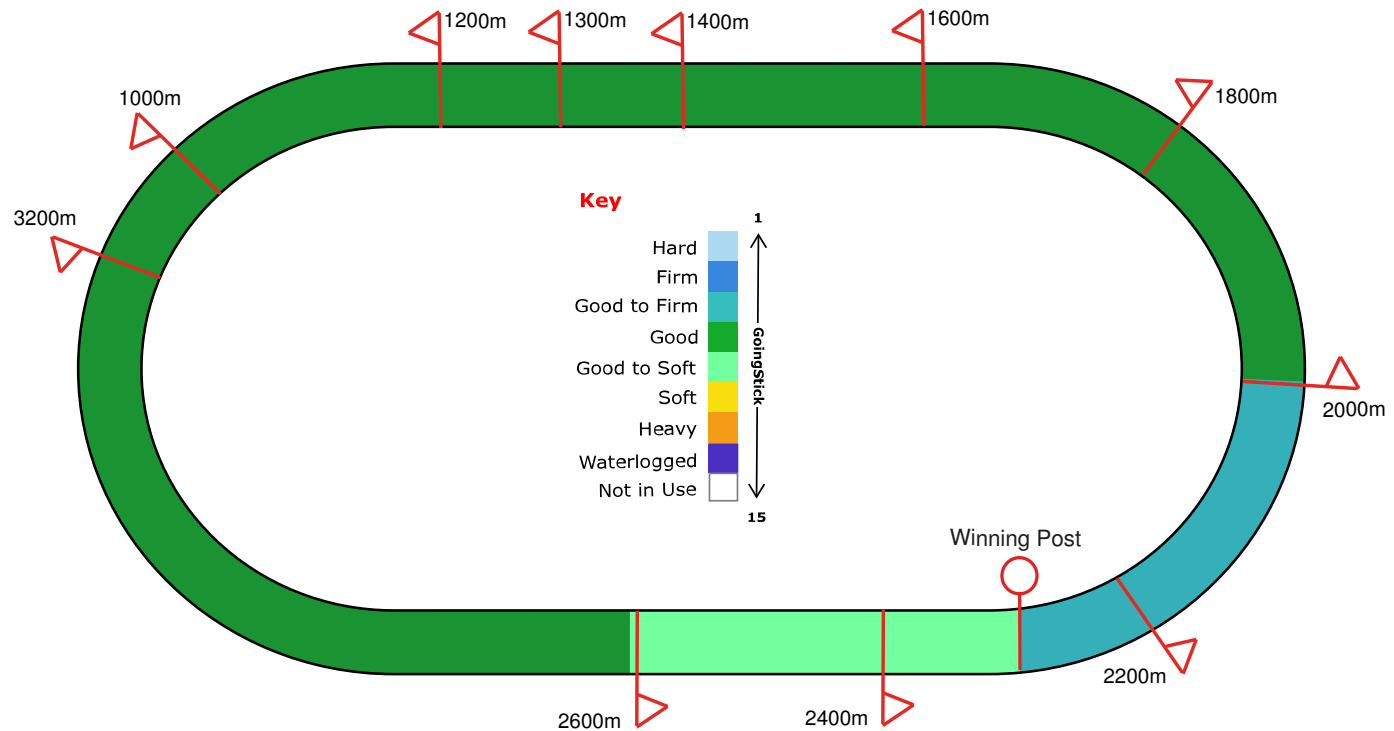 1200m
1300m
1400m
1600m
1000m
1800m
3200m
Key
1
Hard
Firm
Good to Firm
Good
Good to Soft
Soft
Heavy
Waterlogged
Not in Use
GoingStick
15
2000m
Winning Post
2200m
2600m
2400m